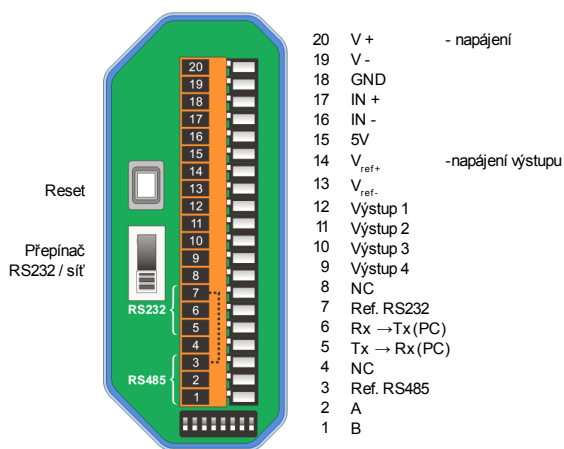 20 V + - napájení
19 V -
18 GND
17 IN +
16 IN -
15 5V
14 Vref+ -napájení výstupu
13 Vref-
12 Výstup 1
11 Výstup 2
10 Výstup 3
9 Výstup 4
8 NC
7 Ref. RS232
6 Rx → Tx (PC)
5 Tx → Rx (PC)
4 NC
3 Ref. RS485
2 A
1 B
Reset
Přepínač
RS232 / síť
20
19
18
17
16
15
14
13
12
11
10
9
8
7
6
5
4
3
2
1
RS232
RS485